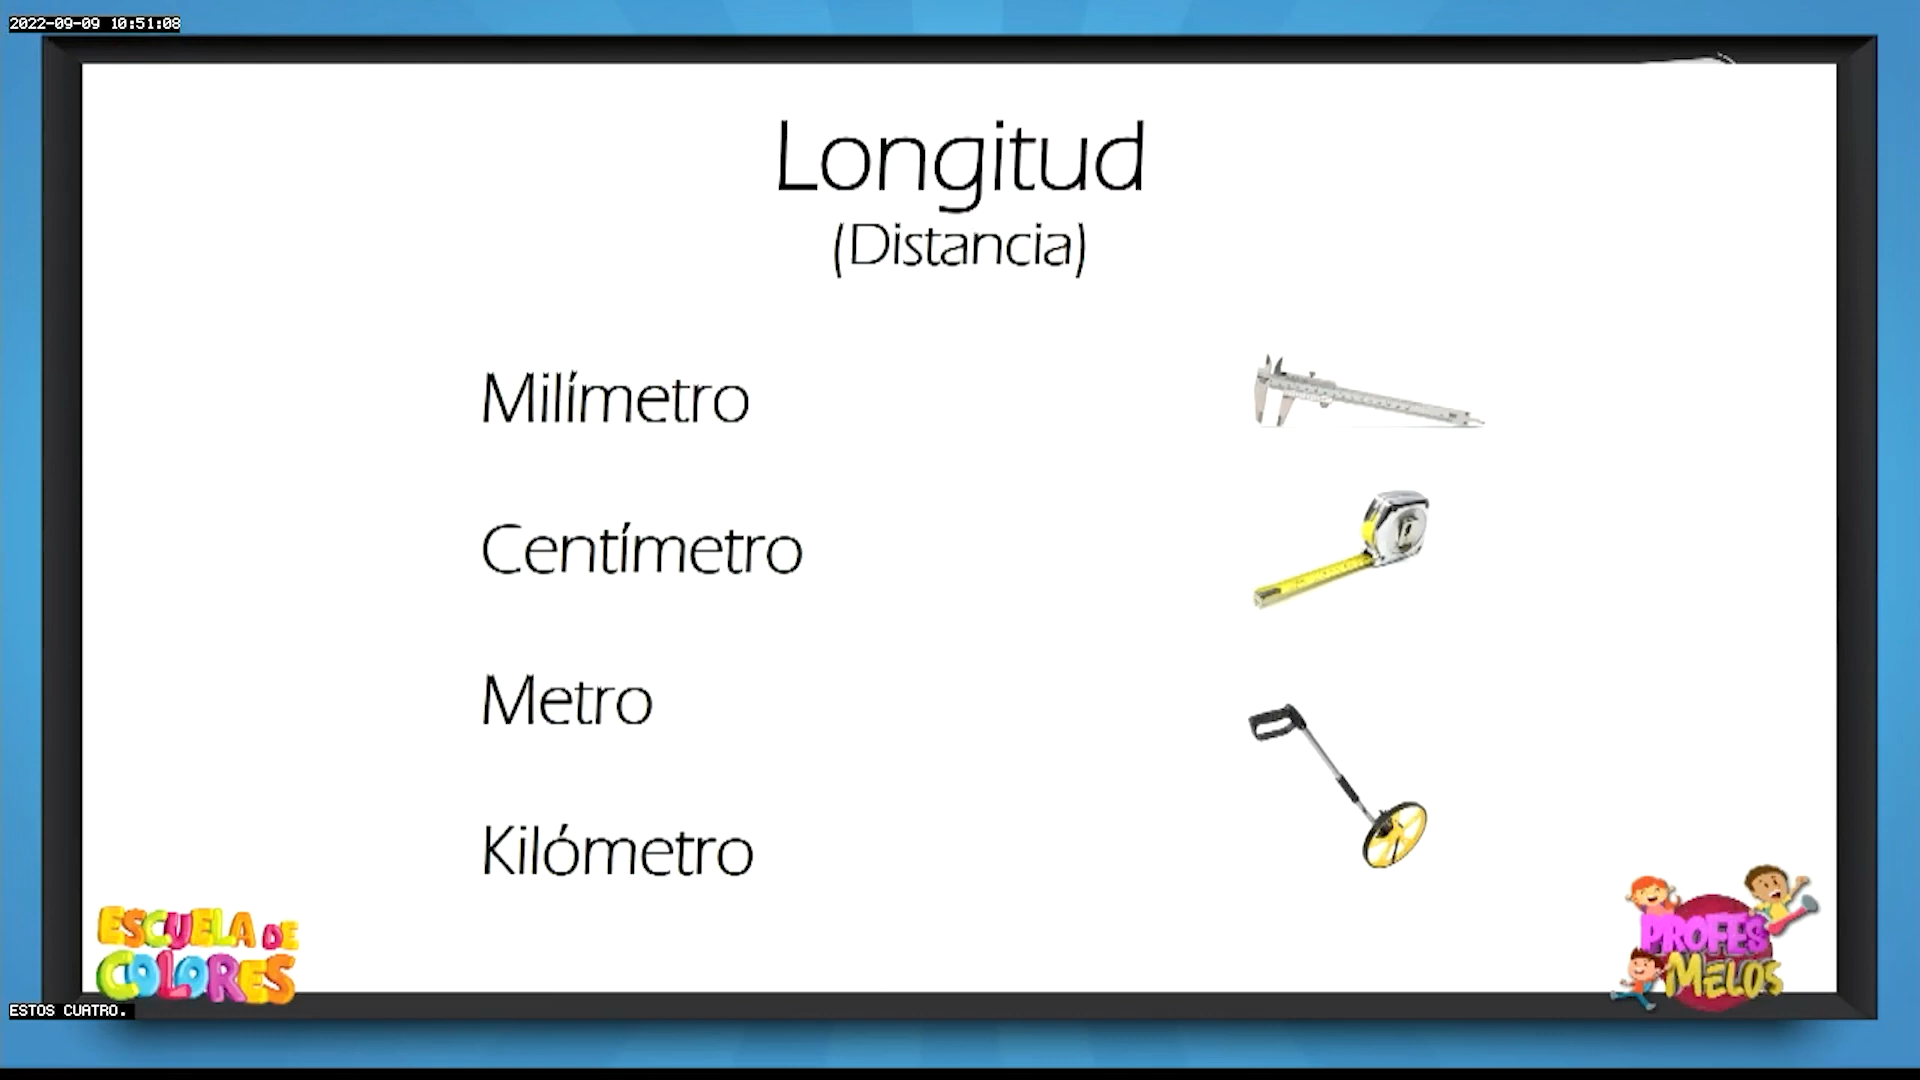 2022-09-09 10:51:08
Longitud
(Distancia)
Milímetro
Centímetro
Metro
Kilómetro
ESCUELA DE
COLORES
PROFES
MELOS
ESTOS CUATRO.